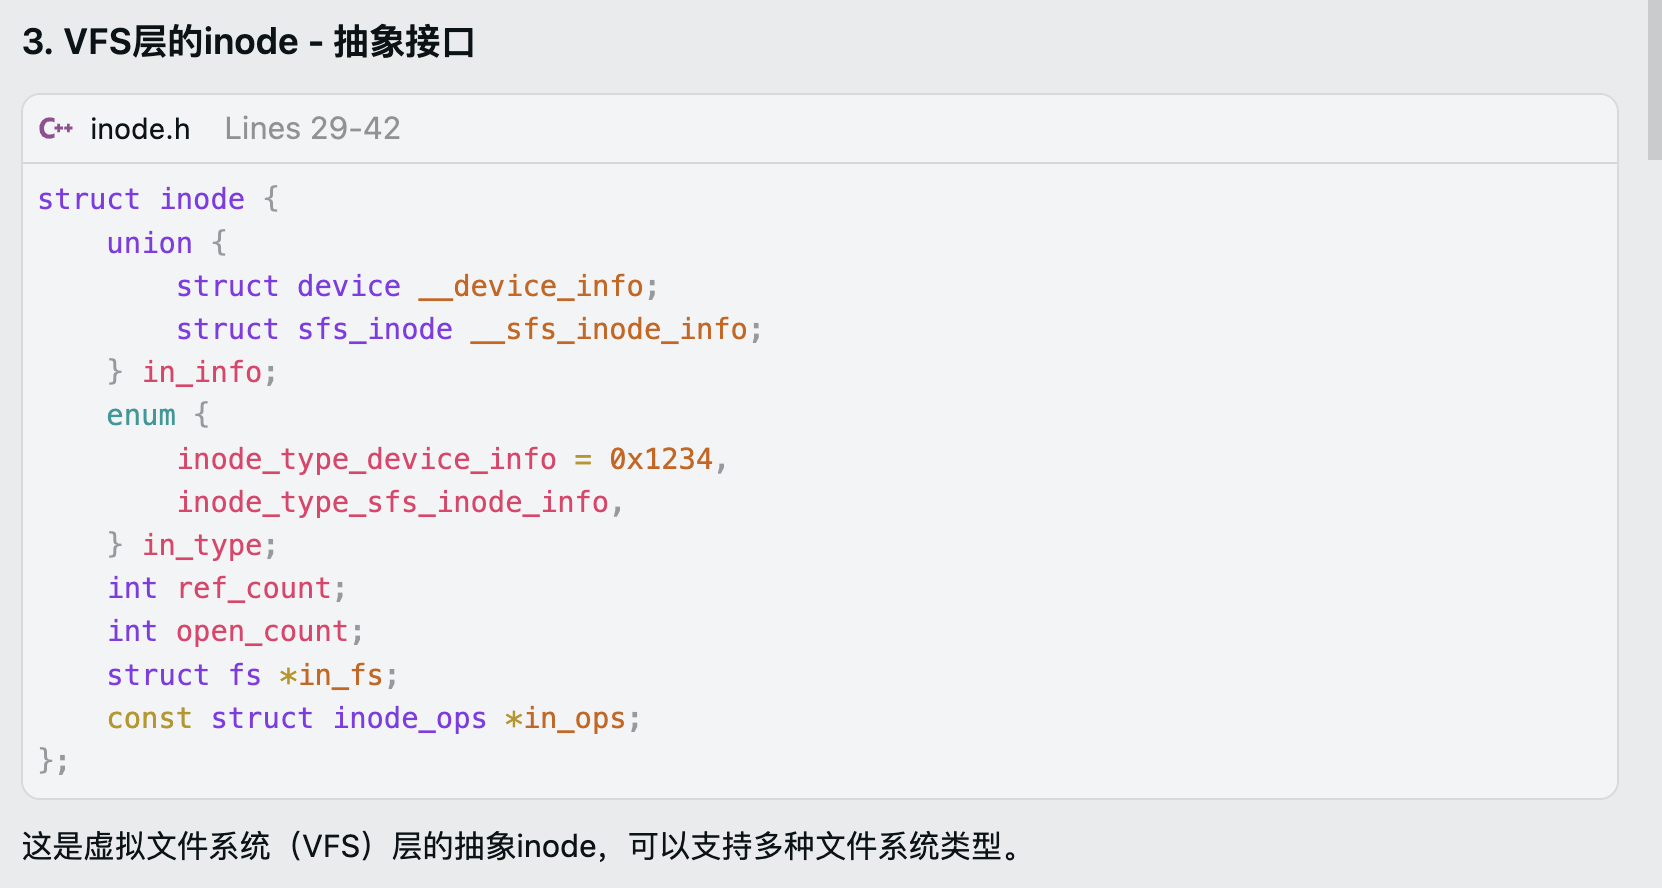 3. VFS层的inode - 抽象接口
C++ inode.h Lines 29-42
struct inode {
    union {
        struct device __device_info;
        struct sfs_inode __sfs_inode_info;
    } in_info;
    enum {
        inode_type_device_info = 0x1234,
        inode_type_sfs_inode_info,
    } in_type;
    int ref_count;
    int open_count;
    struct fs *in_fs;
    const struct inode_ops *in_ops;
};
这是虚拟文件系统（VFS）层的抽象inode，可以支持多种文件系统类型。